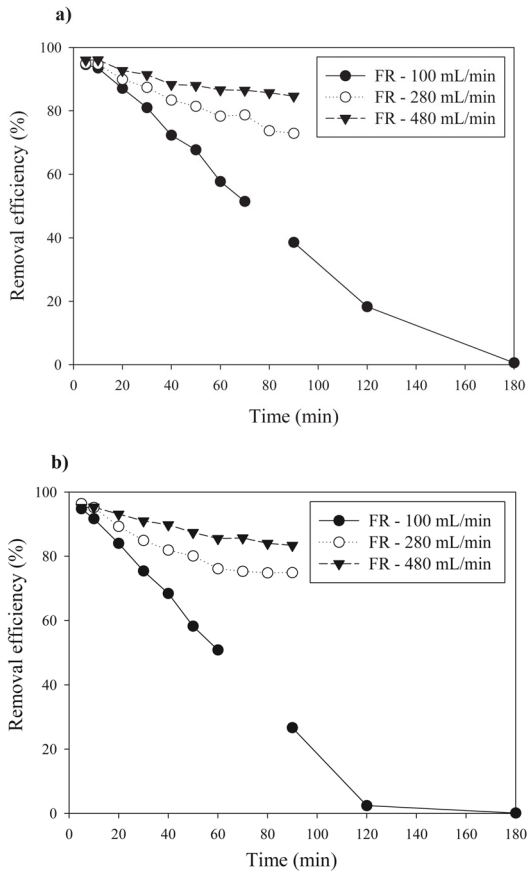 a)
100
80
60
40
20
0
Removal efficiency (%)
FR - 100 mL/min
FR - 280 mL/min
FR - 480 mL/min
0 20 40 60 80 100 120 140 160 180
Time (min)
b)
100
80
60
40
20
0
Removal efficiency (%)
FR - 100 mL/min
FR - 280 mL/min
FR - 480 mL/min
0 20 40 60 80 100 120 140 160 180
Time (min)